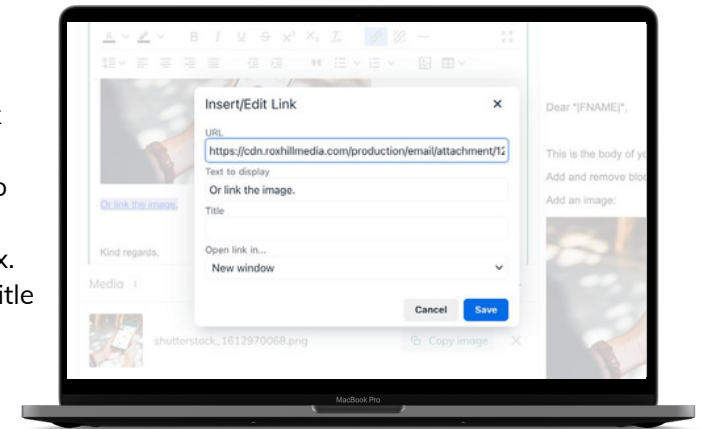 B I U
Insert/Edit Link
URL
https://cdn.roxhillmedia.com/production/email/attachment/12
Text to display
Or link the image.
Title
Open link in...
New window
Cancel Save
Or link the image.
Kind regards,
Media 1
shutterstock_1612970068.png
Copy image
Dear *|FNAME|*,
This is the body of
Add and remove
Add an image:
MacBook Pro